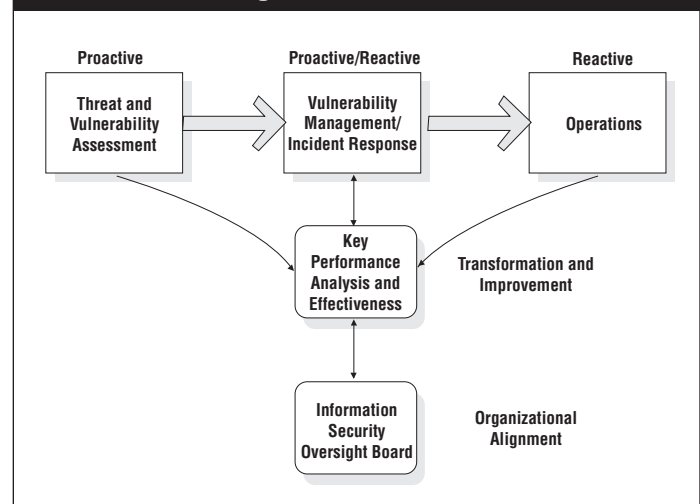 Proactive
Proactive/Reactive
Reactive
Threat and
Vulnerability
Assessment
Vulnerability
Management/
Incident Response
Operations
Key
Performance
Analysis and
Effectiveness
Transformation and
Improvement
Information
Security
Oversight Board
Organizational
Alignment